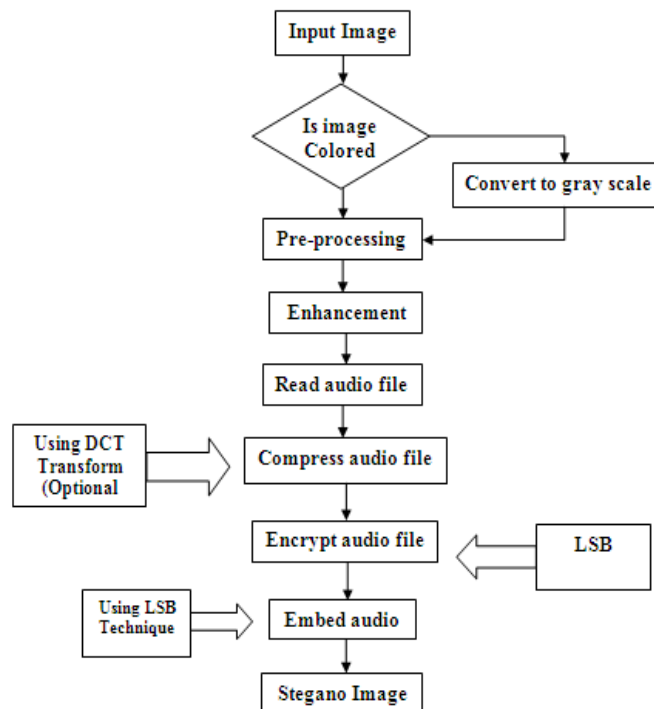 Input Image
Is image
Colored
Convert to gray scale
Pre-processing
Enhancement
Read audio file
Using DCT
Transform
(Optional
Compress audio file
Encrypt audio file
LSB
Using LSB
Technique
Embed audio
Stegano Image